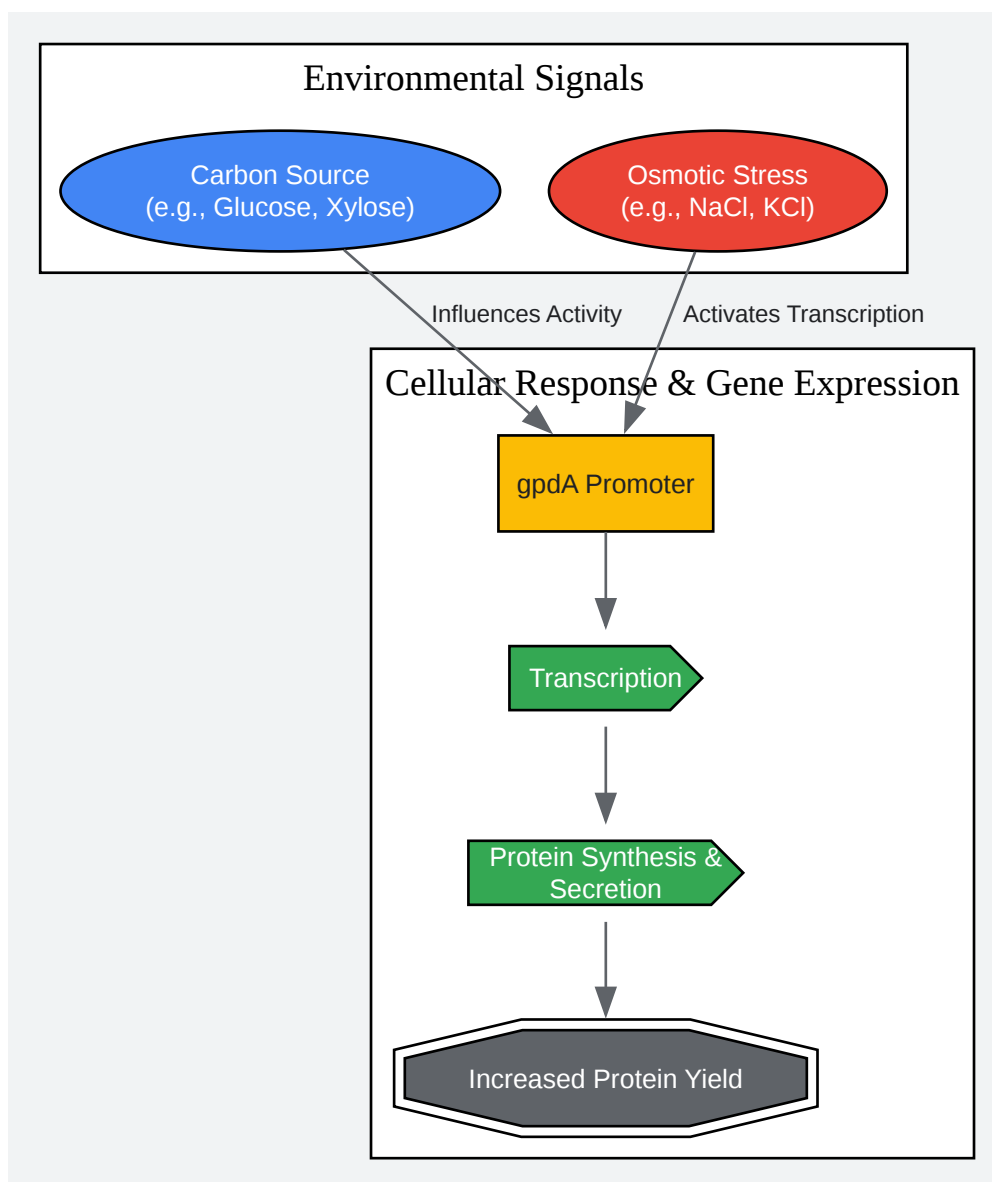 Environmental Signals
Carbon Source
(e.g., Glucose, Xylose)
Osmotic Stress
(e.g., NaCl, KCl)
Influences Activity
Activates Transcription
Cellular Response & Gene Expression
gpdA Promoter
Transcription
Protein Synthesis &
Secretion
Increased Protein Yield